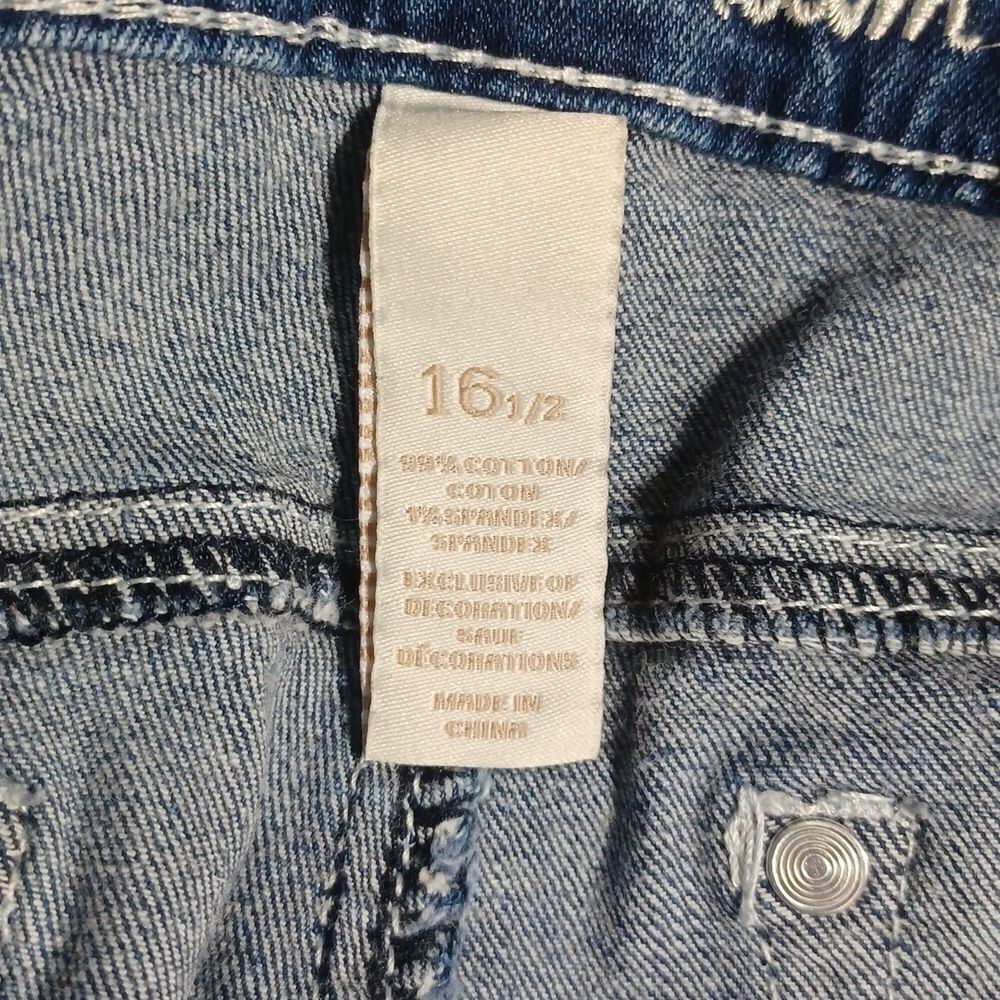 16 1/2
99% COTTON/
COTON
1% SPANDEX/
SPANDEX
EXCLUSIVE OF
DECORATION/
SAUF
DÉCORATIONS
MADE IN
CHINA